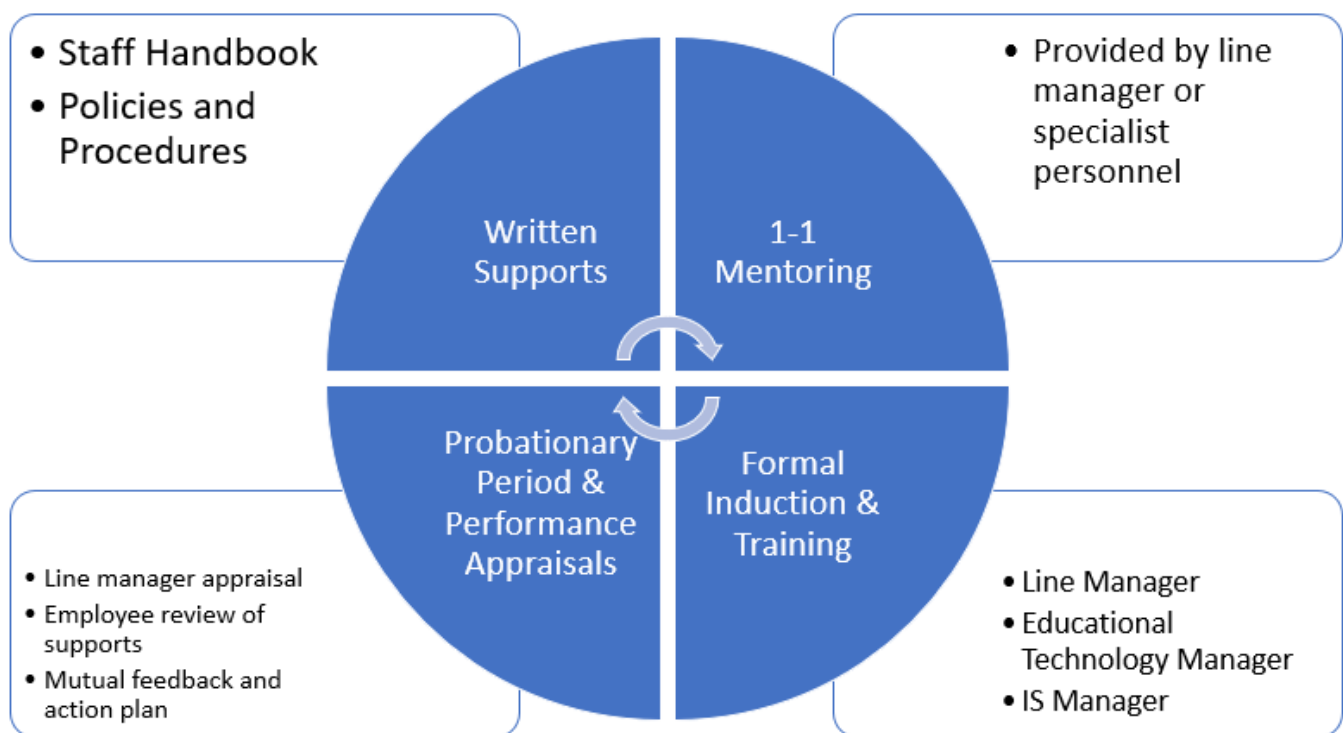 • Staff Handbook
• Policies and
Procedures
• Provided by line
manager or
specialist
personnel
Written
Supports
1-1
Mentoring
Probationary
Period &
Performance
Appraisals
Formal
Induction &
Training
• Line manager appraisal
• Employee review of
supports
• Mutual feedback and
action plan
• Line Manager
• Educational
Technology Manager
• IS Manager